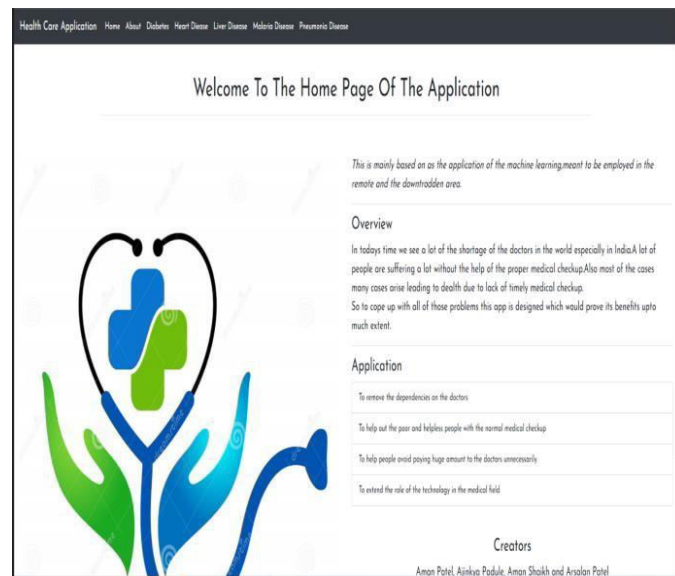 Health Care Application Home About Diabetes Heart Diease Liver Disease Malaria Disease Pneumonia Disease
Welcome To The Home Page Of The Application
This is mainly based on as the application of the machine learning,meant to be employed in the
remote and the downtradden area.
Overview
In todays time we see a lot of the shortage of the doctors in the world especially in India.A lot of
people are suffering a lot without the help of the proper medical checkup.Also most of the cases
many cases arise leading to dealth due to lack of timely medical checkup.
So to cope up with all of those problems this app is designed which would prove its benefits upto
much extent.
Application
To remove the dependencies on the doctors
To help out the poor and helpless people with the normal medical checkup
To help people avoid paying huge amount to the doctors unnecessarily
To extend the role of the technology in the medical field
Creators
Aman Patel, Ajinkya Padule, Aman Shaikh and Arsalan Patel